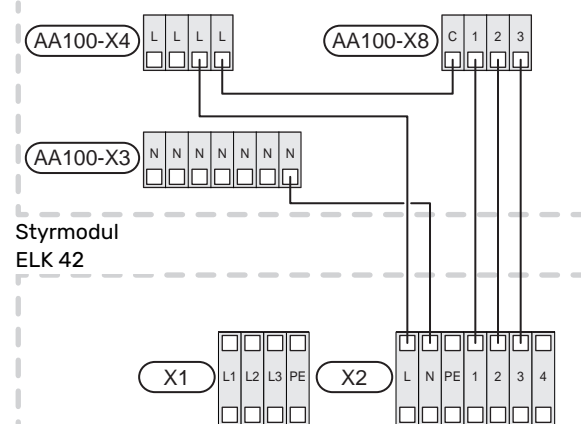 AA100-X4 L L L L AA100-X8 C 1 2 3
AA100-X3 N N N N N N N
Styrmodul
ELK 42
X1 L1 L2 L3 PE X2 L N PE 1 2 3 4